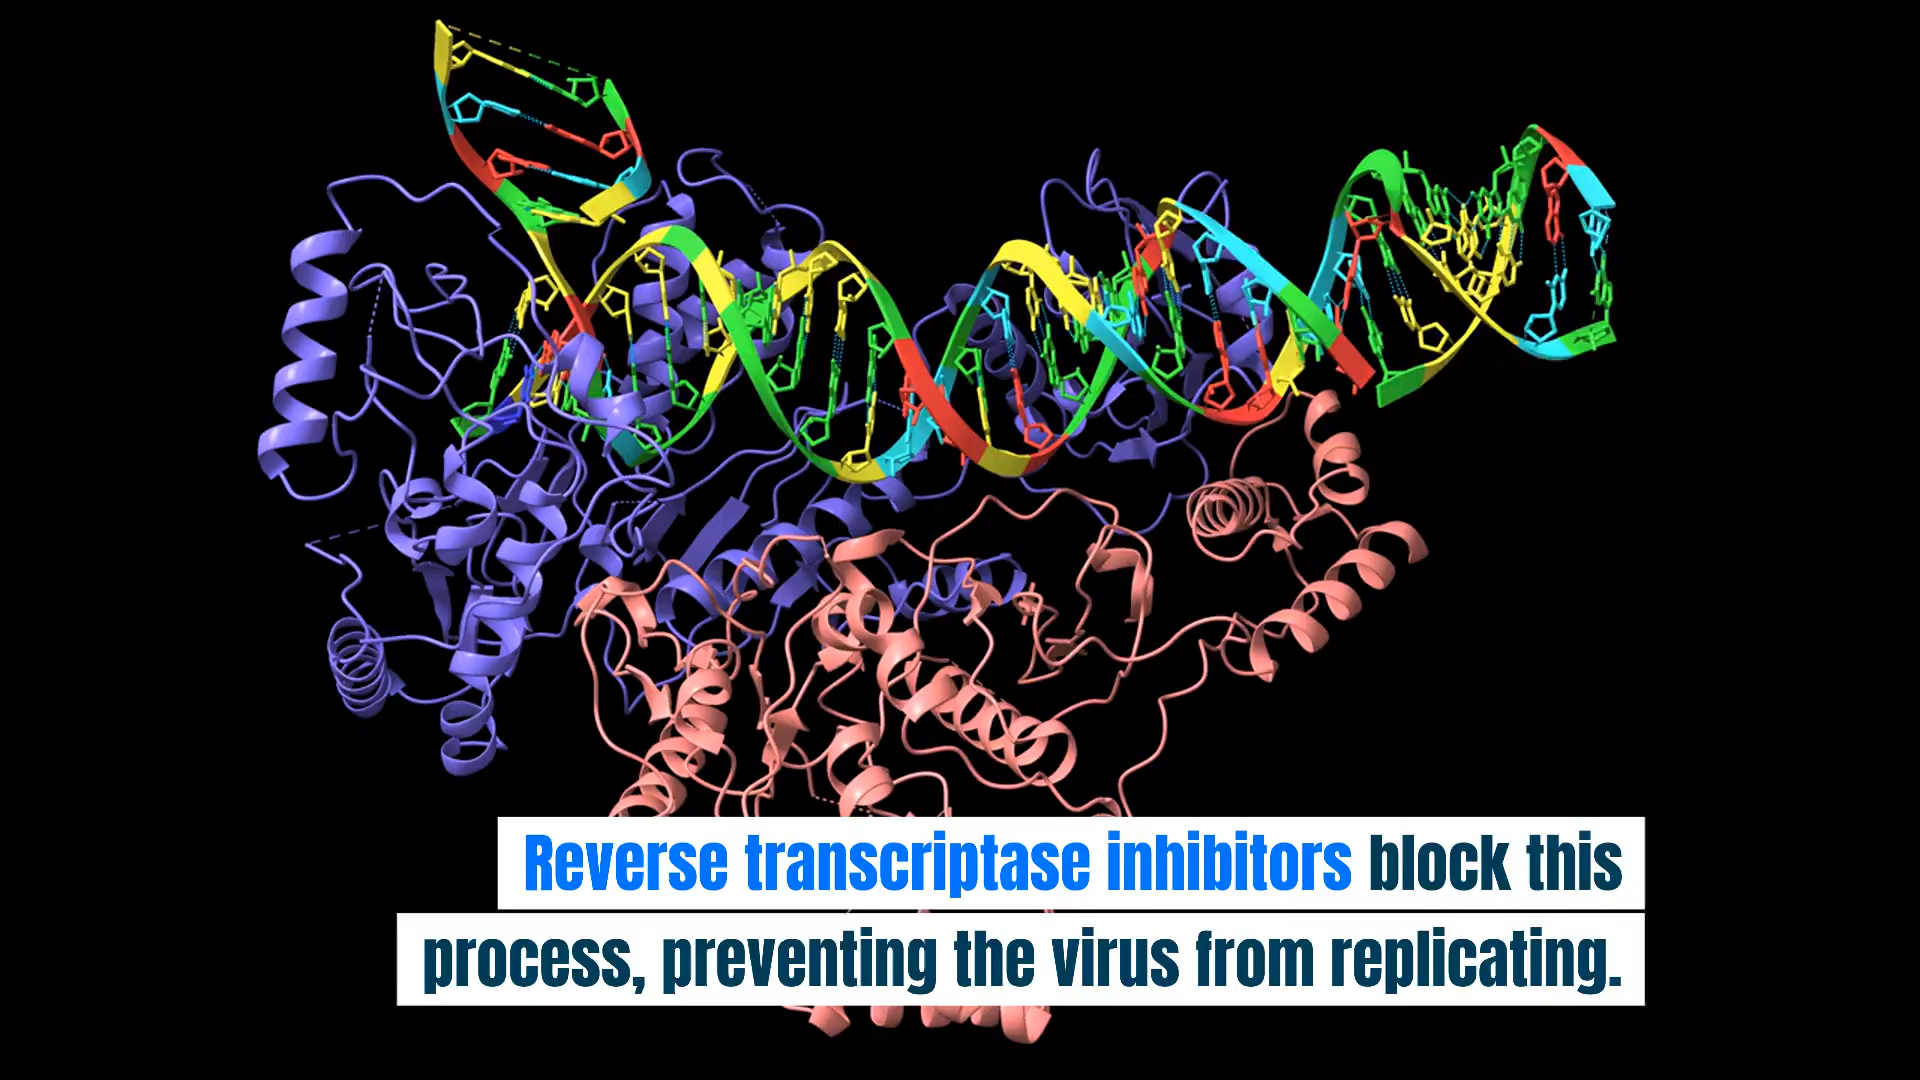 Reverse transcriptase inhibitors block this
process, preventing the virus from replicating.